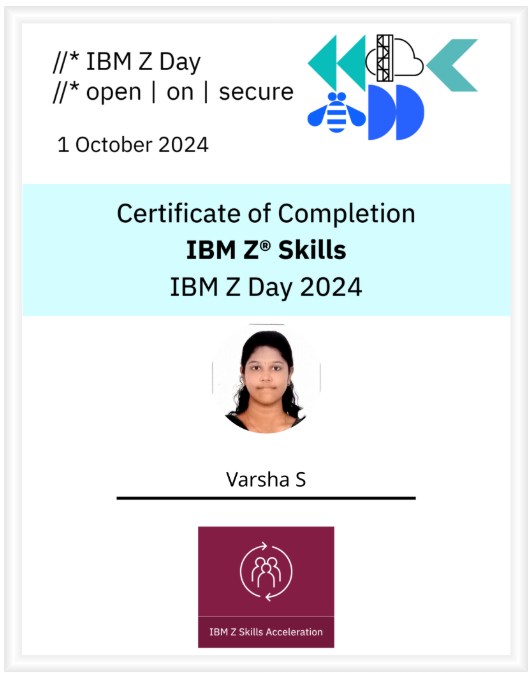 //* IBM Z Day
//* open | on | secure
1 October 2024
Certificate of Completion
IBM Z® Skills
IBM Z Day 2024
Varsha S
IBM Z Skills Acceleration